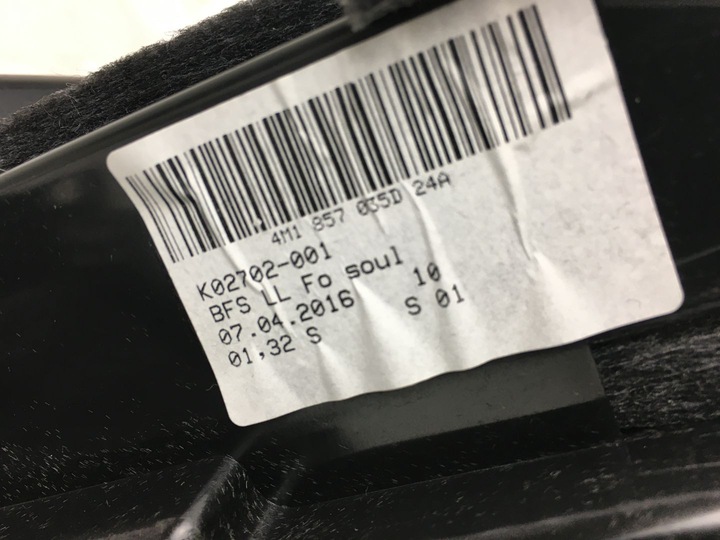 4M1 857 035D 24A
K02702-001
BFS LL Fo soul
07.04.2016 10
01,32 S S 01